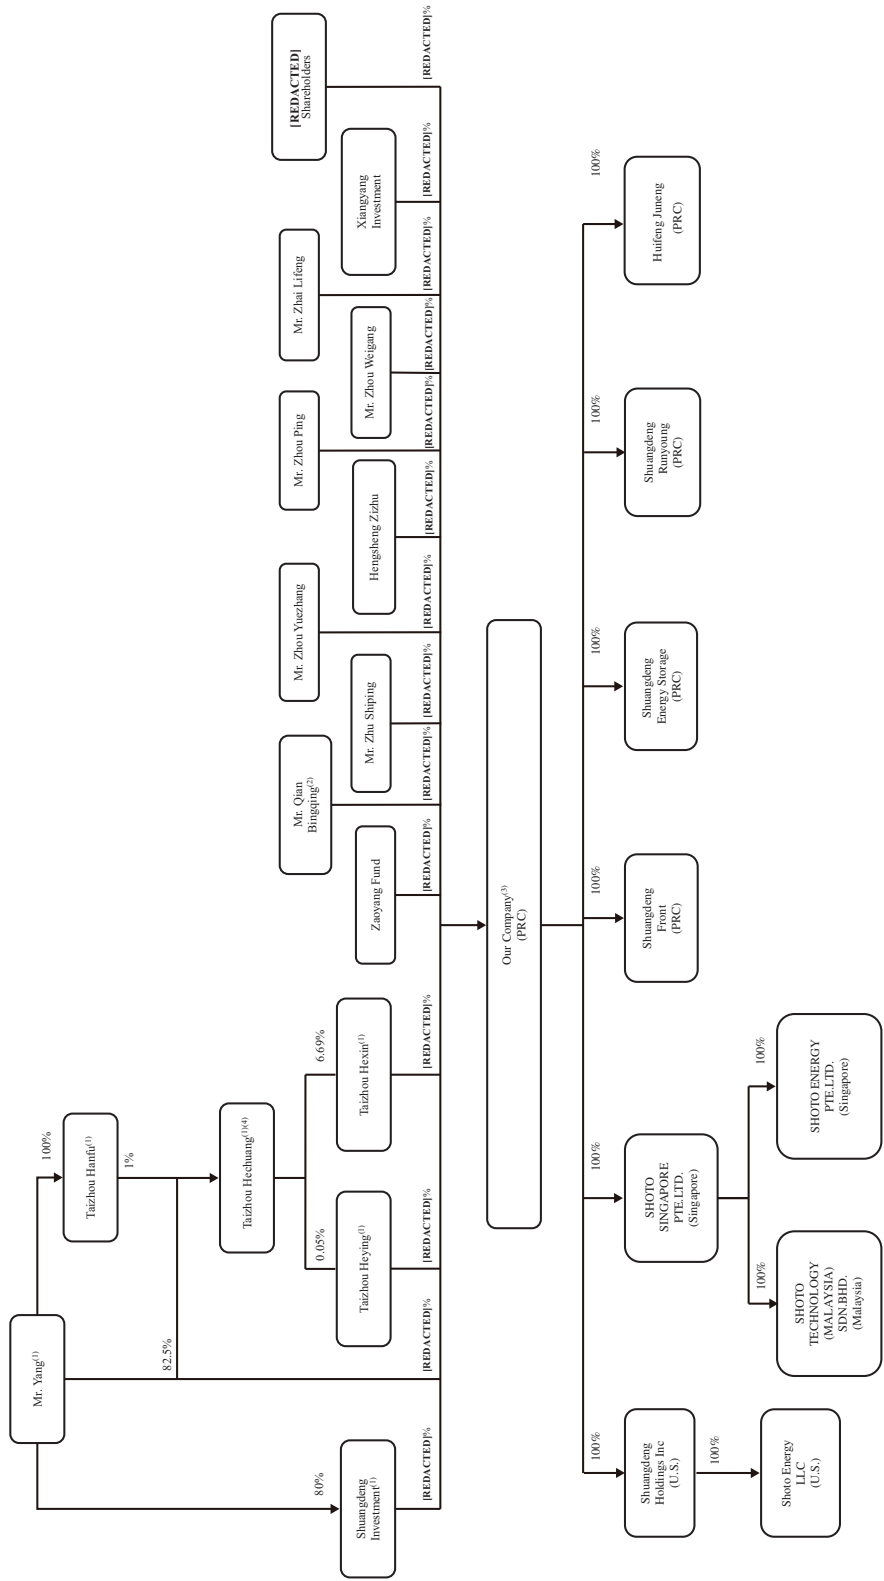 Mr. Yang(1)
100%
Taizhou Hanfu(1)
1%
82.5%
80%
Taizhou Hechuang(1)(4)
0.05%
6.69%
Shuangdeng
Investment(1)
Taizhou Heying(1)
Taizhou Hexin(1)
Zaoyang Fund
Mr. Qian
Bingqing(2)
Mr. Zhu Shiping
Mr. Zhou Yuezhang
Hengsheng Zizhu
Mr. Zhou Ping
Mr. Zhou Weigang
Mr. Zhai Lifeng
Xiangyang
Investment
[REDACTED]
Shareholders
[REDACTED]%
[REDACTED]%
[REDACTED]%
[REDACTED]%
[REDACTED]%
[REDACTED]%
[REDACTED]%
[REDACTED]%
[REDACTED]%
[REDACTED]%
[REDACTED]%
[REDACTED]%
[REDACTED]%
[REDACTED]%
Our Company(3)
(PRC)
100%
100%
100%
100%
100%
100%
Shuangdeng
Holdings Inc
(U.S.)
SHOTO
SINGAPORE
PTE.LTD.
(Singapore)
Shuangdeng
Front
(PRC)
Shuangdeng
Energy Storage
(PRC)
Shuangdeng
Runyoung
(PRC)
Huifeng Juneng
(PRC)
100%
100%
100%
Shoto Energy
LLC
(U.S.)
SHOTO
TECHNOLOGY
(MALAYSIA)
SDN.BHD.
(Malaysia)
SHOTO ENERGY
PTE.LTD.
(Singapore)